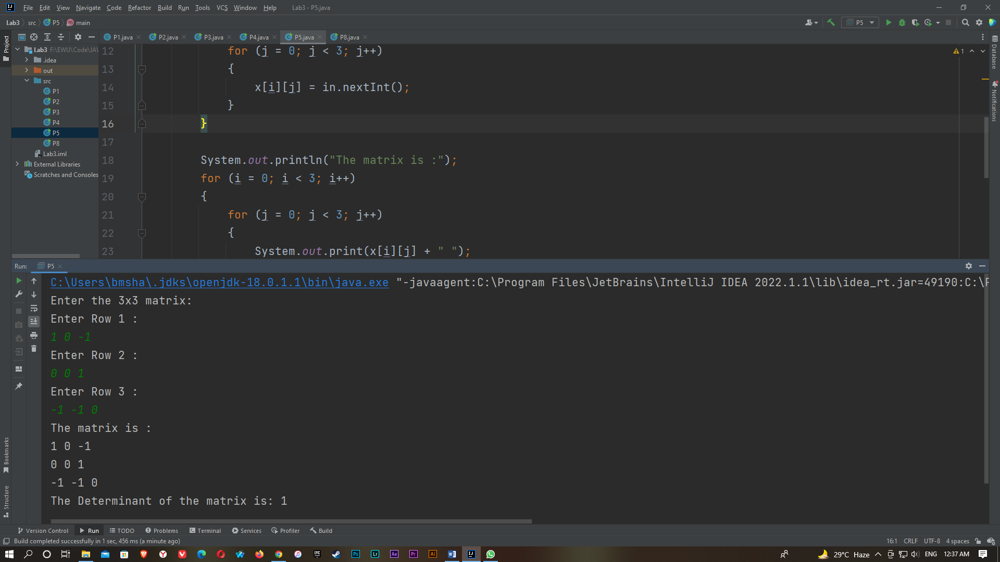 File Edit View Navigate Code Refactor Build Run Tools VCS Window Help Lab3 - P5.java
Lab3 src P5 main
P5
Project
P1.java P2.java P3.java P4.java P5.java P8.java
Lab3 F:\EWU\Code\JAV
.idea
out
src
P1
P2
P3
P4
P5
P8
Lab3.iml
External Libraries
Scratches and Consoles
12 for (j = 0; j < 3; j++)
13 {
14 x[i][j] = in.nextInt();
15 }
16 }
17
18 System.out.println("The matrix is :");
19 for (i = 0; i < 3; i++)
20 {
21 for (j = 0; j < 3; j++)
22 {
23 System.out.print(x[i][j] + " ");
1
Database
Notifications
Run: P5
C:\Users\bmsha\.jdks\openjdk-18.0.1.1\bin\java.exe "-javaagent:C:\Program Files\JetBrains\IntelliJ IDEA 2022.1.1\lib\idea_rt.jar=49190:C:\P
Enter the 3x3 matrix:
Enter Row 1 :
1 0 -1
Enter Row 2 :
0 0 1
Enter Row 3 :
-1 -1 0
The matrix is :
1 0 -1
0 0 1
-1 -1 0
The Determinant of the matrix is: 1
Bookmarks
Structure
Version Control Run TODO Problems Terminal Services Profiler Build
Build completed successfully in 1 sec, 456 ms (a minute ago) 16:1 CRLF UTF-8 4 spaces
29°C Haze ENG 12:37 AM